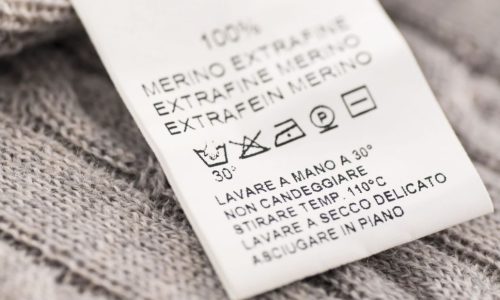 100%
MERINO EXTRAFINE
EXTRAFINE MERINO
EXTRAFEIN MERINO
P
30°
LAVARE A MANO A 30°
NON CANDEGGIARE
STIRARE TEMP. 110°C
LAVARE A SECCO DELICATO
ASCIUGARE IN PIANO